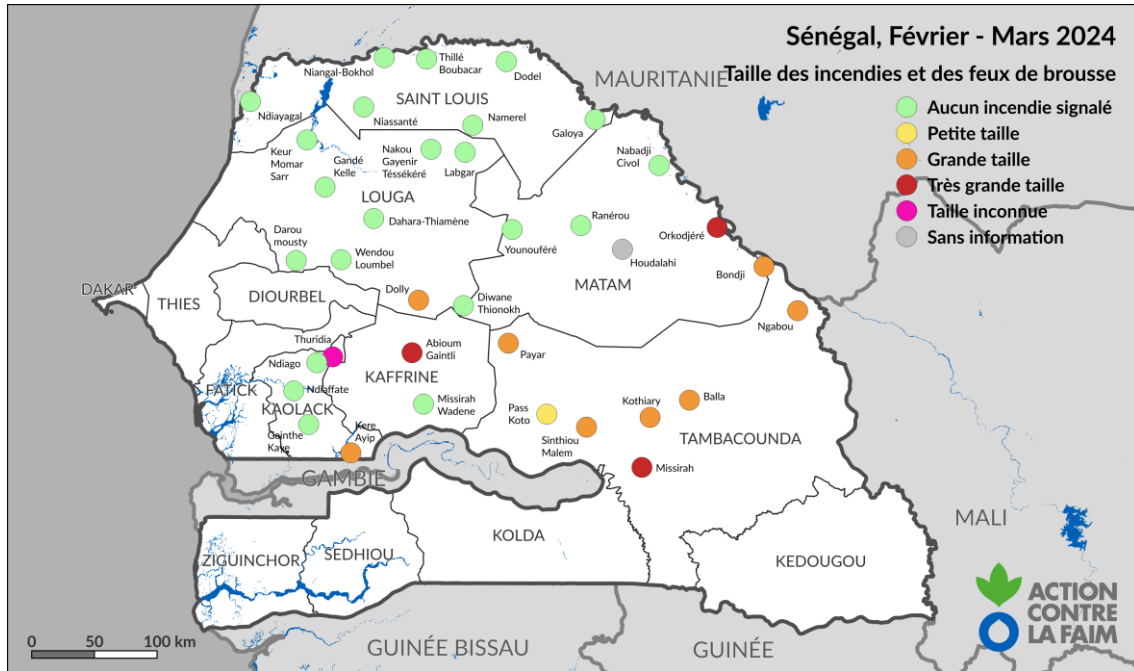 Sénégal, Février - Mars 2024
Taille des incendies et des feux de brousse
Aucun incendie signalé
Petite taille
Grande taille
Très grande taille
Taille inconnue
Sans information
MAURITANIE
Niangal-Bokhol
Thillé
Boubacar
Dodel
SAINT LOUIS
Ndiayagal
Niassanté
Namerel
Galoya
Keur
Momar
Sarr
Gandé
Kelle
Nakou
Gayenir
Téssékéré
Labgar
Nabadji
Civol
LOUGA
Dahara-Thiamène
Ranérou
Orkodjéré
Darou
mousty
Wendou
Loumbel
Younouféré
Houdalahi
Bondji
DAKAR
THIES
DIOURBEL
Dolly
Diwane
Thionokh
MATAM
Ngabou
Thuridia
Ndiago
Abioum
Gaintli
Payar
KAFFRINE
FATICK
Ndiaffate
KAOLACK
Missirah
Wadene
Pass
Koto
Kothiary
Balla
Gainthe
Kaye
Kere
Ayip
Sinthiou
Malem
TAMBACOUNDA
Missirah
GAMBIE
MALI
KOLDA
ZIGUINCHOR
SEDHIOU
KEDOUGOU
GUINÉE BISSAU
GUINÉE
0 50 100 km
ACTION
CONTRE
LA FAIM